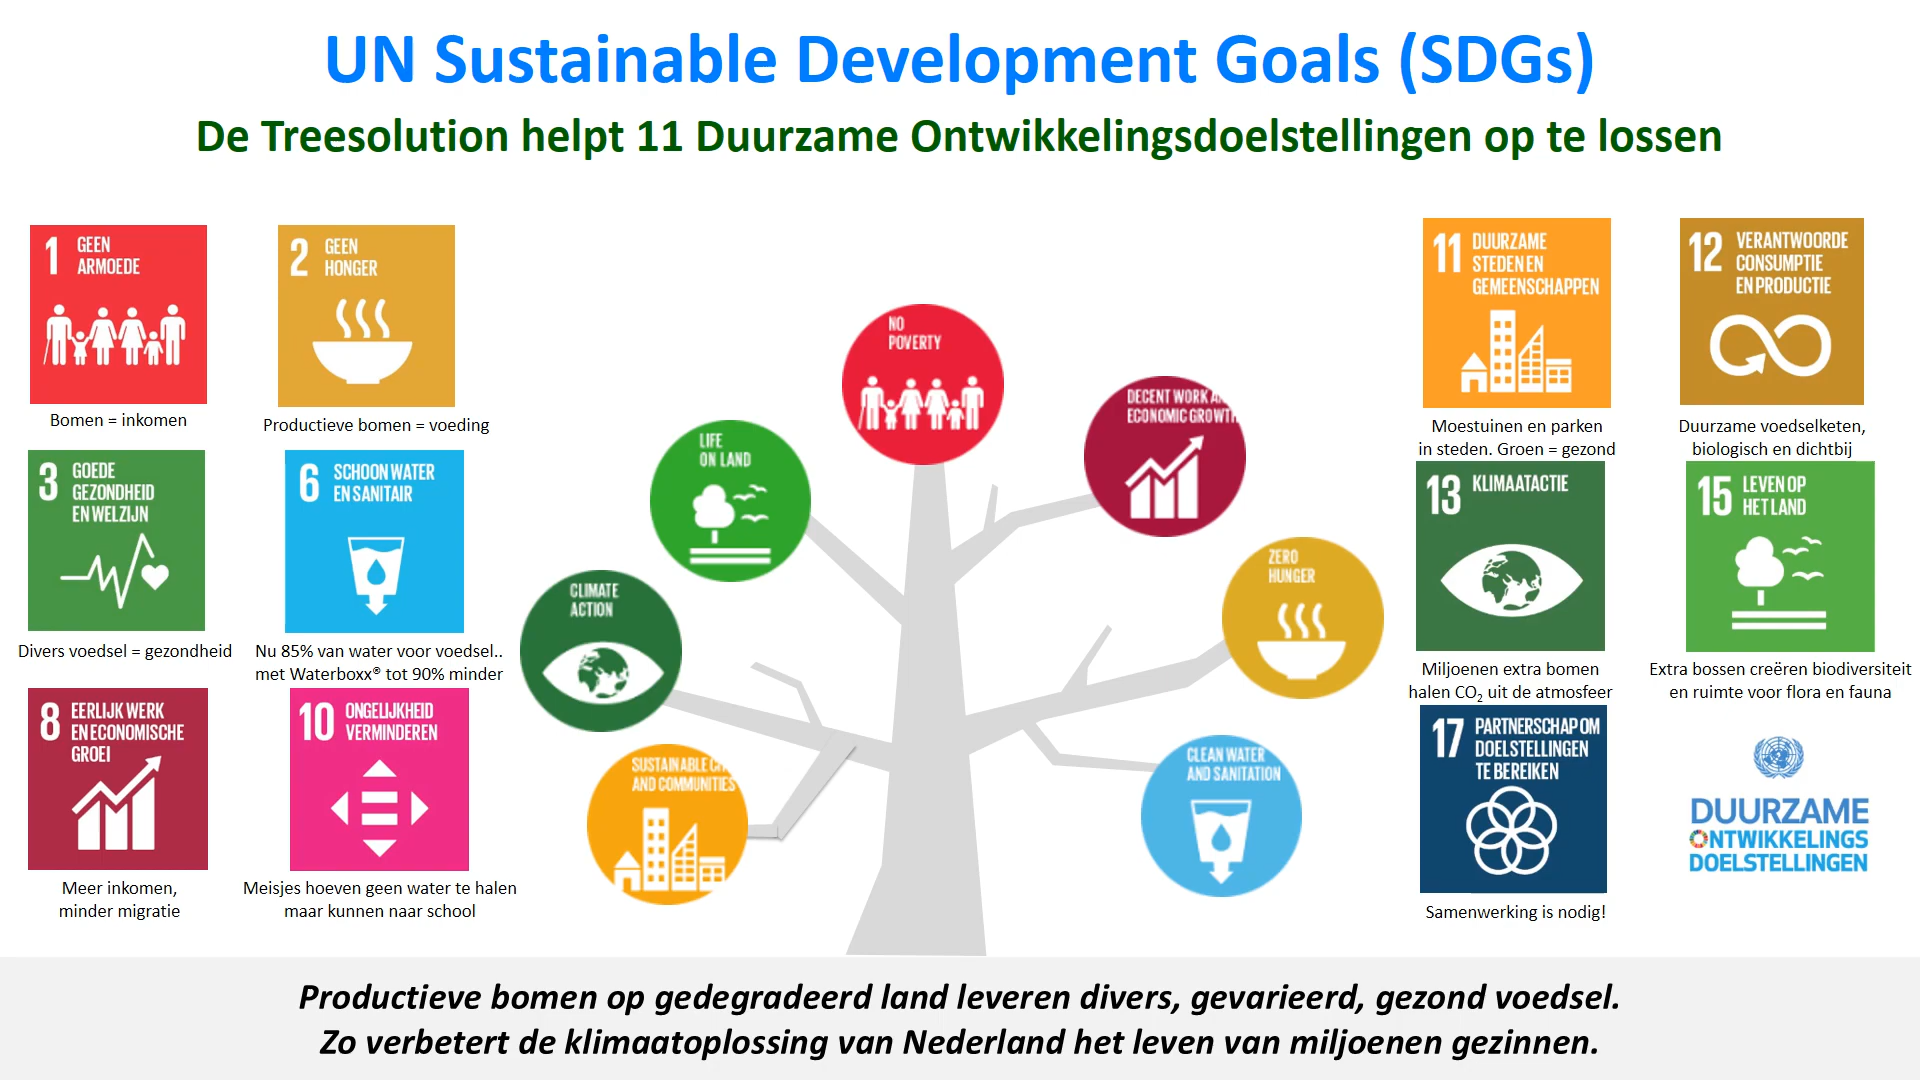 UN Sustainable Development Goals (SDGs)
De Treesolution helpt 11 Duurzame Ontwikkelingsdoelstellingen op te lossen
1 GEEN
ARMOEDE
Bomen = inkomen
2 GEEN
HONGER
Productieve bomen = voeding
3 GOEDE
GEZONDHEID
EN WELZIJN
Divers voedsel = gezondheid
6 SCHOON WATER
EN SANITAIR
Nu 85% van water voor voedsel..
met Waterboxx® tot 90% minder
8 EERLIJK WERK
EN ECONOMISCHE
GROEI
Meer inkomen,
minder migratie
10 ONGELIJKHEID
VERMINDEREN
Meisjes hoeven geen water te halen
maar kunnen naar school
NO
POVERTY
LIFE
ON LAND
DECENT WORK A
ECONOMIC GROWTH
CLIMATE
ACTION
ZERO
HUNGER
SUSTAINABLE CI
AND COMMUNITIES
CLEAN WATER
AND SANITATION
11 DUURZAME
STEDEN EN
GEMEENSCHAPPEN
Moestuinen en parken
in steden. Groen = gezond
12 VERANTWOORDE
CONSUMPTIE
EN PRODUCTIE
Duurzame voedselketen,
biologisch en dichtbij
13 KLIMAATACTIE
Miljoenen extra bomen
halen CO₂ uit de atmosfeer
15 LEVEN OP
HET LAND
Extra bossen creëren biodiversiteit
en ruimte voor flora en fauna
17 PARTNERSCHAP OM
DOELSTELLINGEN
TE BEREIKEN
Samenwerking is nodig!
DUURZAME
ONTWIKKELINGS
DOELSTELLINGEN
Productieve bomen op gedegradeerd land leveren divers, gevarieerd, gezond voedsel.
Zo verbetert de klimaatoplossing van Nederland het leven van miljoenen gezinnen.